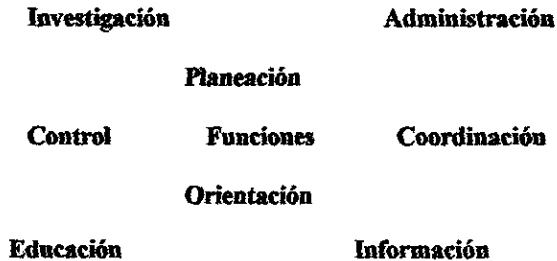 Investigación Administración
Planeación
Control Funciones Coordinación
Orientación
Educación Información